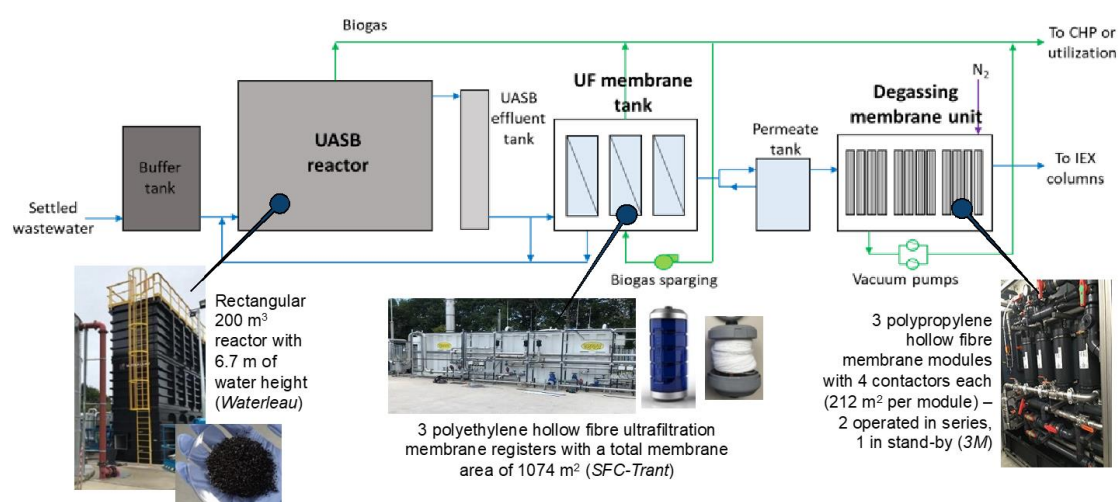 Biogas
To CHP or
utilization
UF membrane
tank
N2
UASB
effluent
tank
Degassing
membrane unit
Permeate
tank
UASB
reactor
Buffer
tank
To IEX
columns
Settled
wastewater
Biogas sparging
Vacuum pumps
Rectangular
200 m³
reactor with
6.7 m of
water height
(Waterleau)
3 polyethylene hollow fibre ultrafiltration
membrane registers with a total membrane
area of 1074 m² (SFC-Trant)
3 polypropylene
hollow fibre
membrane modules
with 4 contactors each
(212 m² per module) –
2 operated in series,
1 in stand-by (3M)